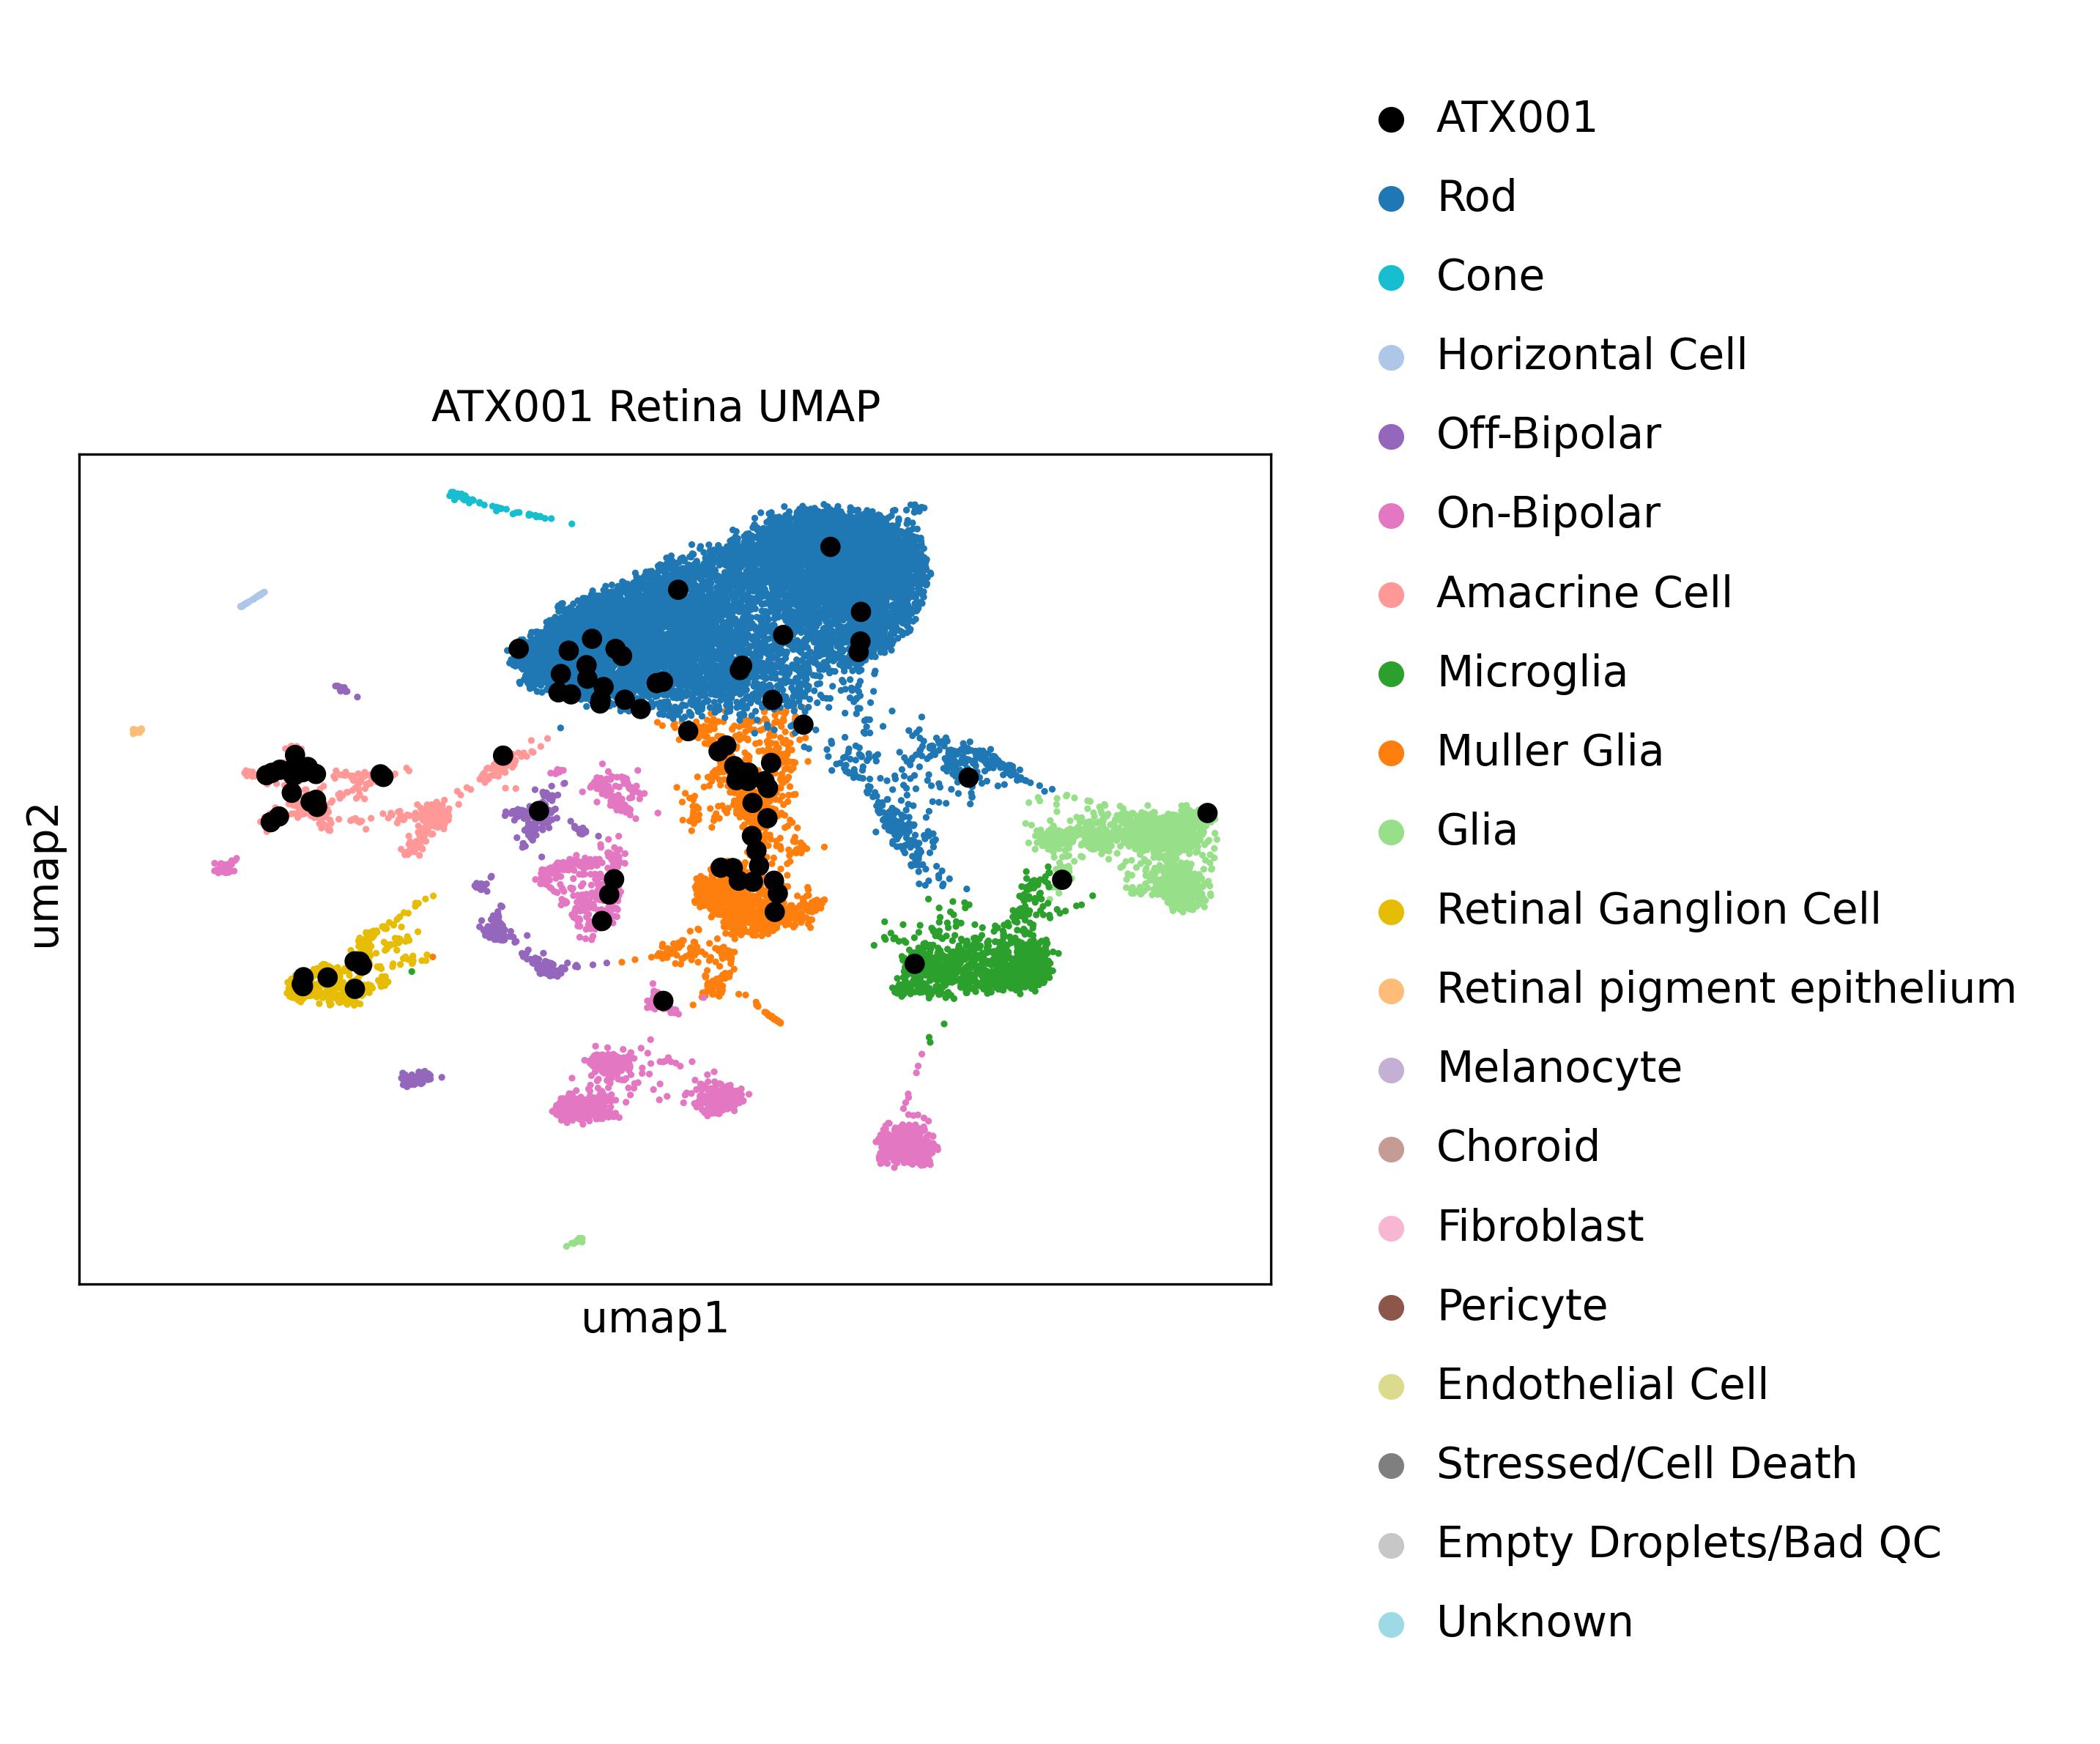 ATX001 Retina UMAP
umap2
umap1
ATX001
Rod
Cone
Horizontal Cell
Off-Bipolar
On-Bipolar
Amacrine Cell
Microglia
Muller Glia
Glia
Retinal Ganglion Cell
Retinal pigment epithelium
Melanocyte
Choroid
Fibroblast
Pericyte
Endothelial Cell
Stressed/Cell Death
Empty Droplets/Bad QC
Unknown